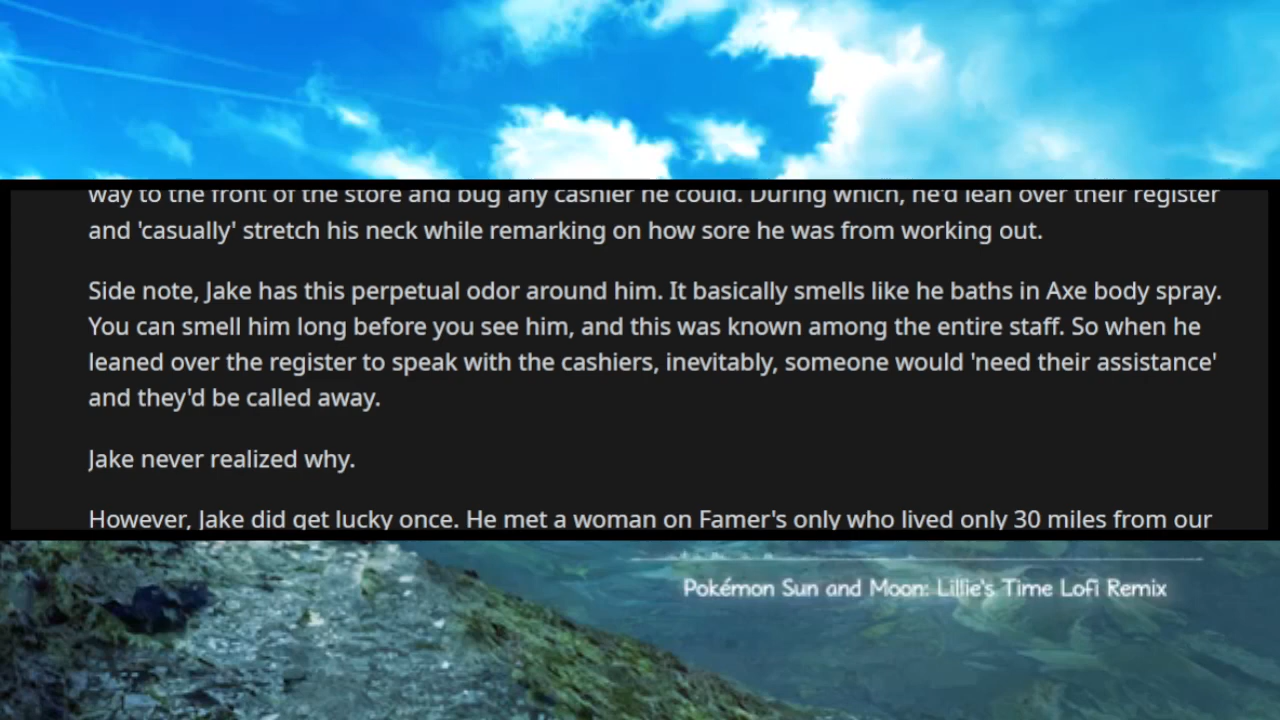 way to the front of the store and bug any cashier he could. During which, he'd lean over their register
and 'casually' stretch his neck while remarking on how sore he was from working out.
Side note, Jake has this perpetual odor around him. It basically smells like he baths in Axe body spray.
You can smell him long before you see him, and this was known among the entire staff. So when he
leaned over the register to speak with the cashiers, inevitably, someone would 'need their assistance'
and they'd be called away.
Jake never realized why.
However, Jake did get lucky once. He met a woman on Famer's only who lived only 30 miles from our
Pokémon Sun and Moon: Lillie's Time Lofi Remix